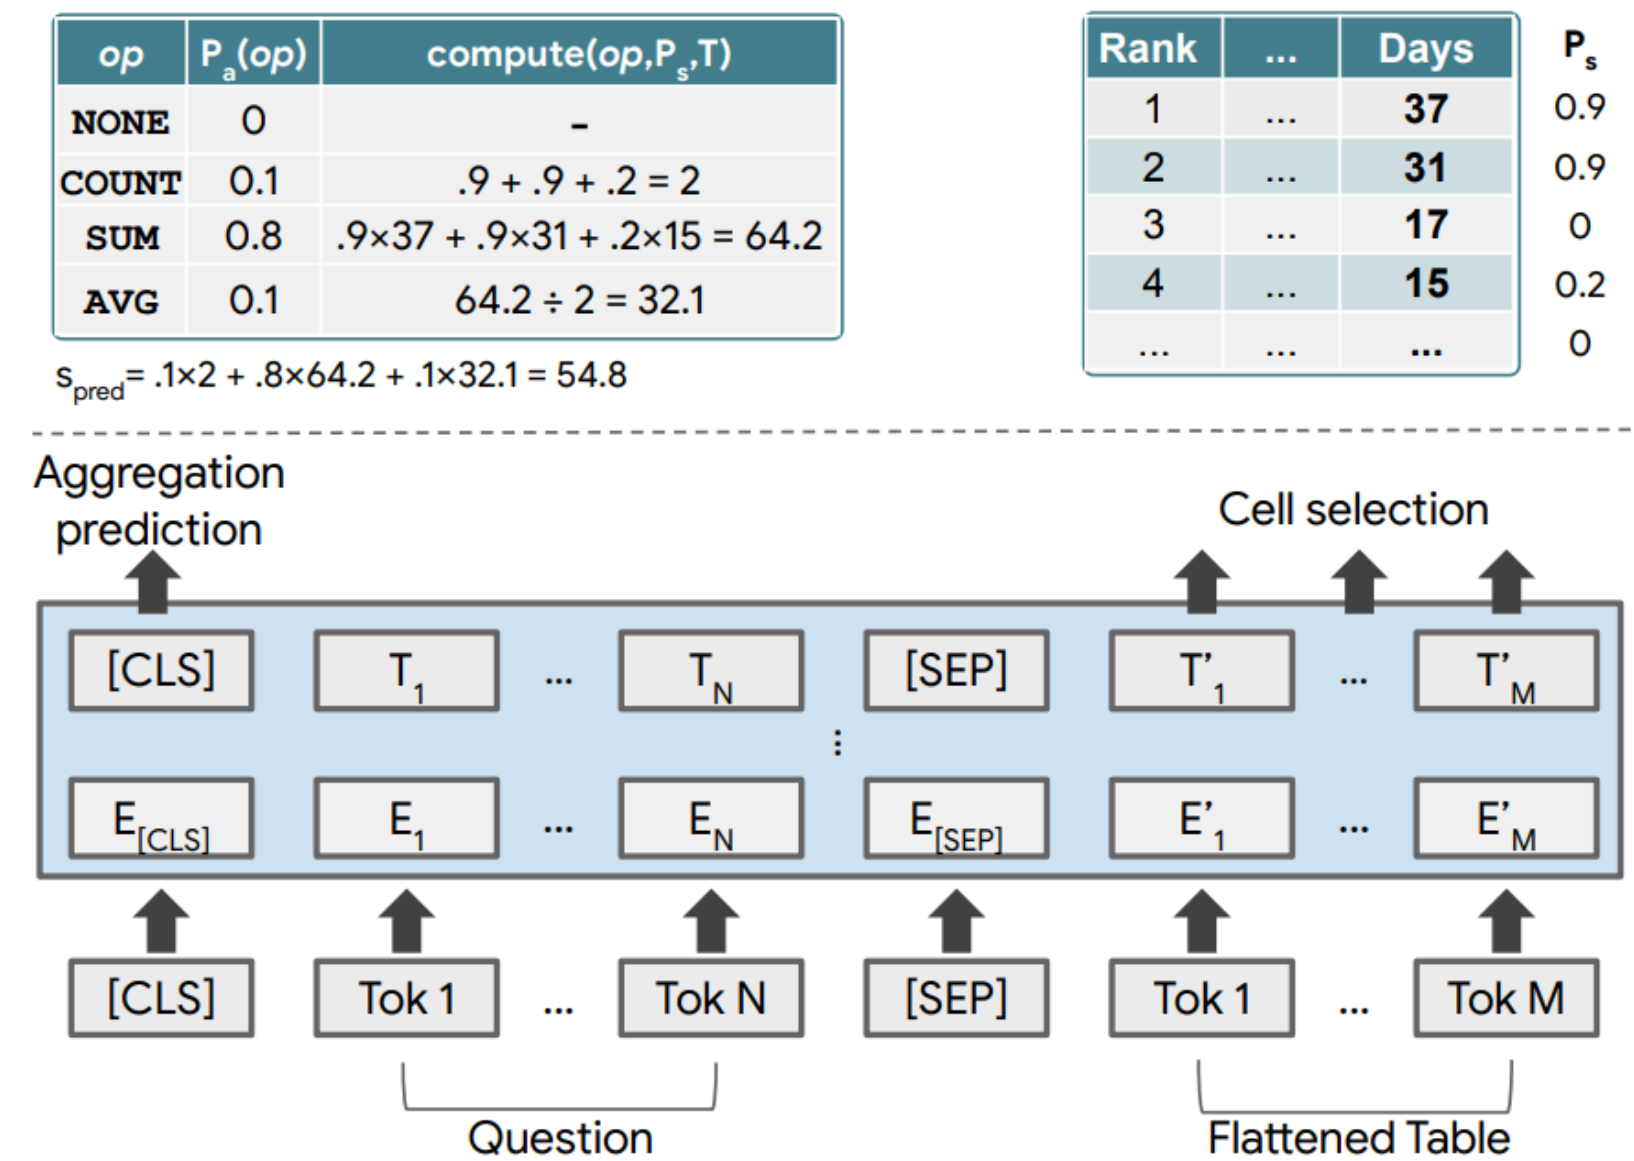 op Pa(op) compute(op,Ps,T)
NONE 0 -
COUNT 0.1 .9 + .9 + .2 = 2
SUM 0.8 .9×37 + .9×31 + .2×15 = 64.2
AVG 0.1 64.2 ÷ 2 = 32.1
spred= .1×2 + .8×64.2 + .1×32.1 = 54.8
Rank ... Days Ps
1 ... 37 0.9
2 ... 31 0.9
3 ... 17 0
4 ... 15 0.2
... ... ... 0
Aggregation
prediction
Cell selection
[CLS] T1 ... TN [SEP] T’1 ... T’M
...
E[CLS] E1 ... EN E[SEP] E’1 ... E’M
[CLS] Tok 1 ... Tok N [SEP] Tok 1 ... Tok M
Question Flattened Table